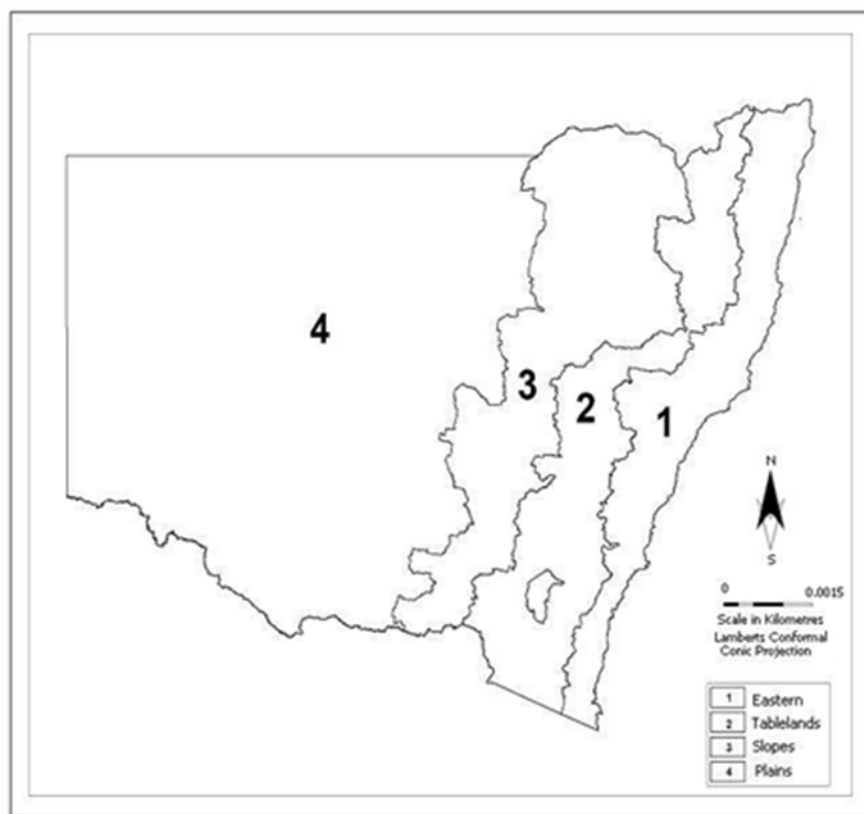 4
3
2
1
N
S
0 0.0015
Scale in Kilometres
Lamberts Conformal
Conic Projection
1 Eastern
2 Tablelands
3 Slopes
4 Plains